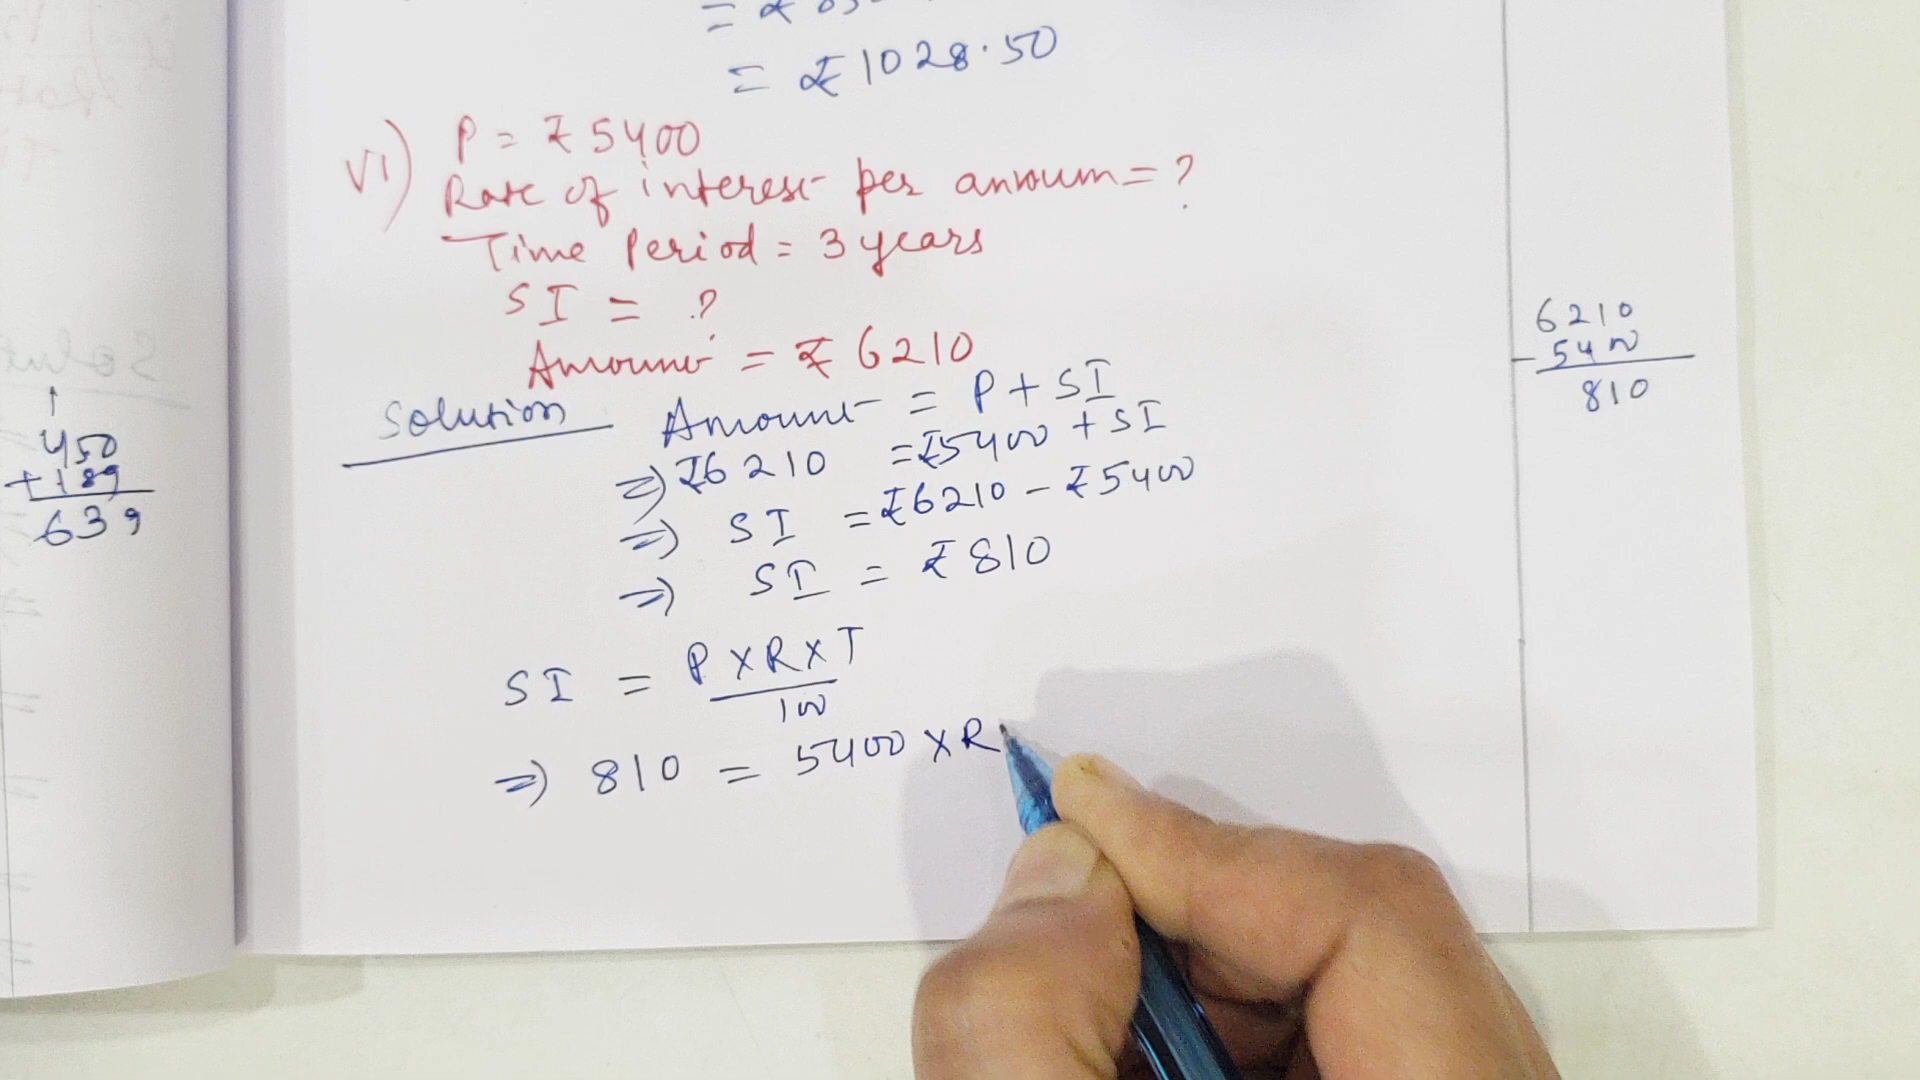 = ₹1028.50
VI) P = ₹5400
Rate of interest per annum = ?
Time Period = 3 years
SI = ?
Amount = ₹6210
Solution Amount = P + SI
⇒ ₹6210 = ₹5400 + SI
⇒ SI = ₹6210 - ₹5400
⇒ SI = ₹810
SI = P×R×T
100
⇒ 810 = 5400 × R
6210
- 5400
810
450
+ 189
639